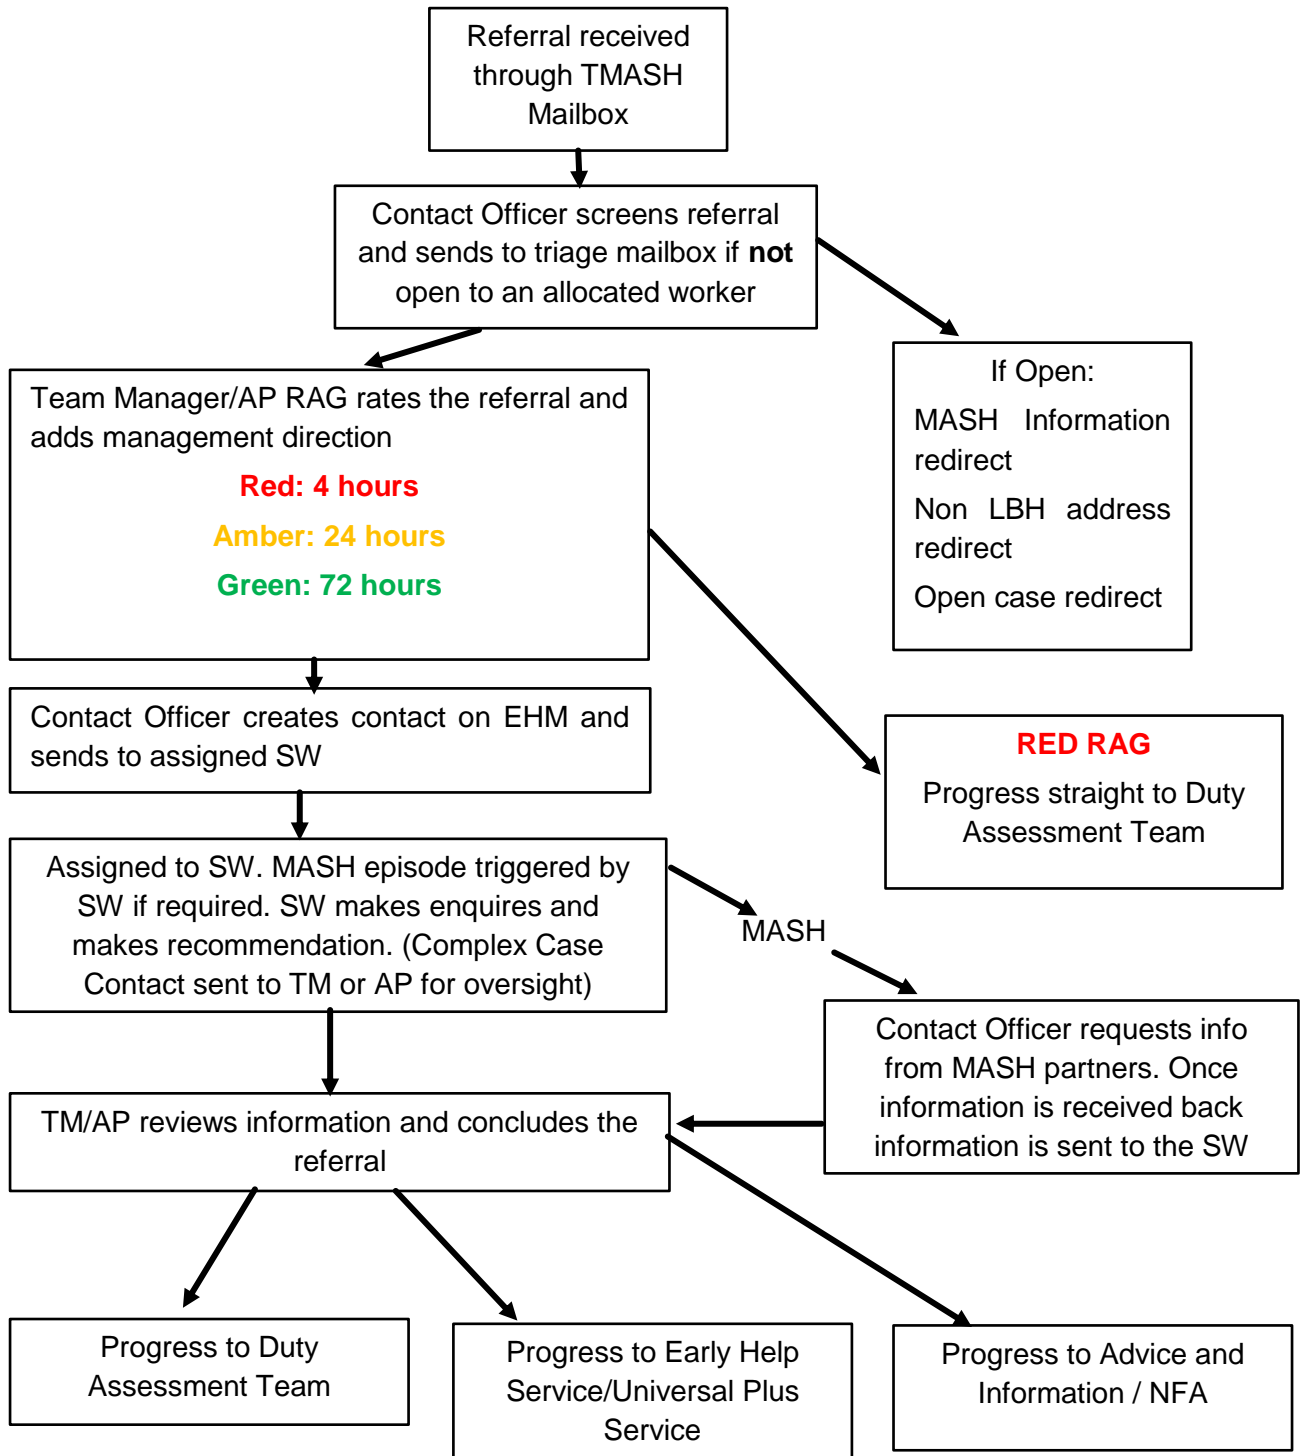 Referral received
through TMASH
Mailbox
Contact Officer screens referral
and sends to triage mailbox if not
open to an allocated worker
Team Manager/AP RAG rates the referral and
adds management direction
Red: 4 hours
Amber: 24 hours
Green: 72 hours
If Open:
MASH Information
redirect
Non LBH address
redirect
Open case redirect
Contact Officer creates contact on EHM and
sends to assigned SW
RED RAG
Progress straight to Duty
Assessment Team
Assigned to SW. MASH episode triggered by
SW if required. SW makes enquires and
makes recommendation. (Complex Case
Contact sent to TM or AP for oversight)
MASH
Contact Officer requests info
from MASH partners. Once
information is received back
information is sent to the SW
TM/AP reviews information and concludes the
referral
Progress to Duty
Assessment Team
Progress to Early Help
Service/Universal Plus
Service
Progress to Advice and
Information / NFA